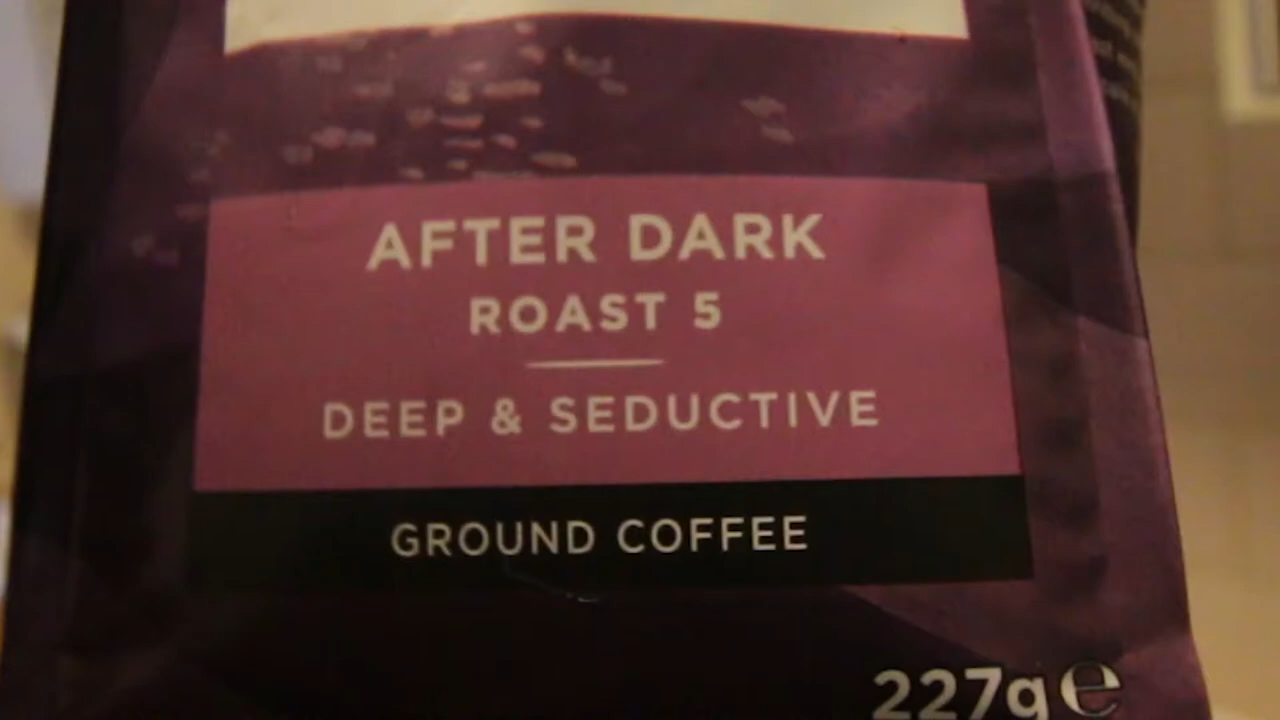 AFTER DARK
ROAST 5
DEEP & SEDUCTIVE
GROUND COFFEE
227g e